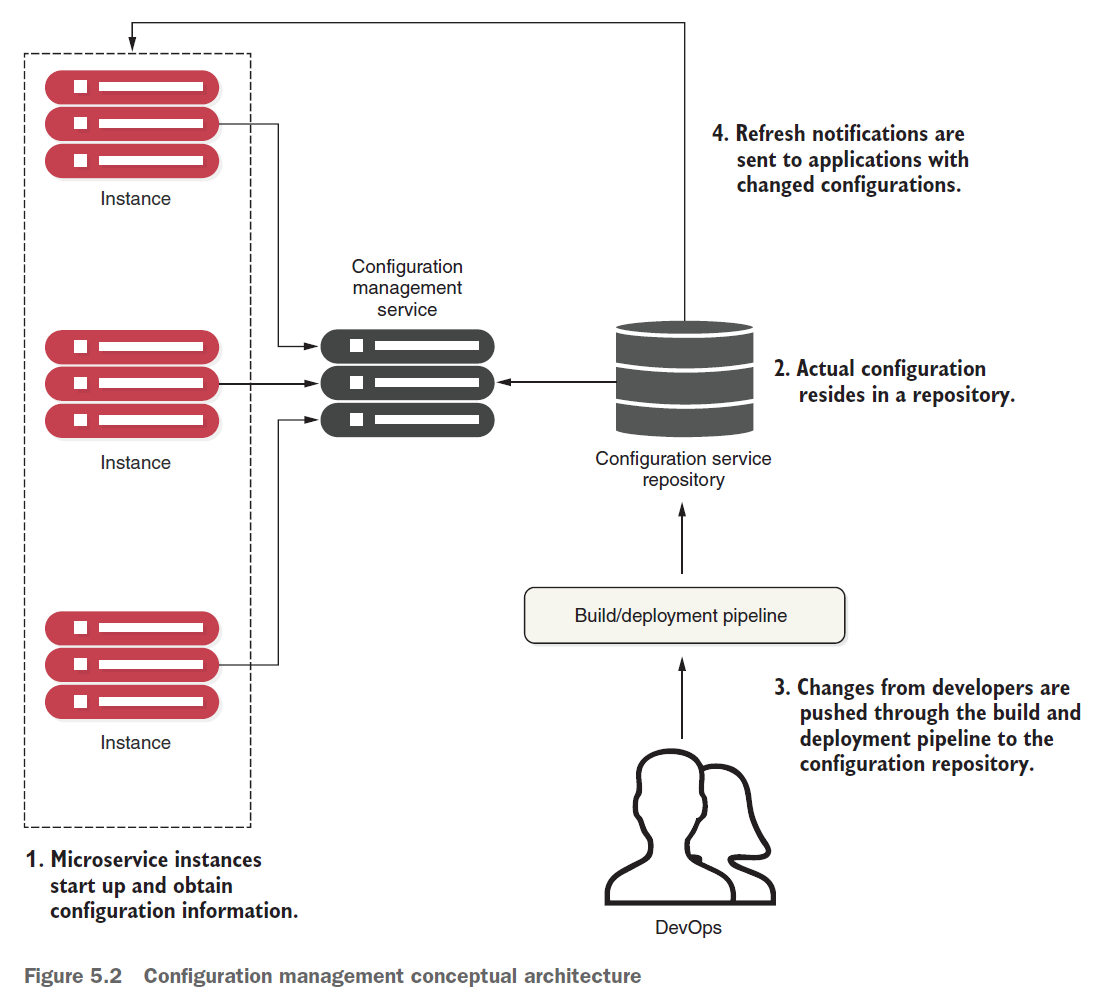 4. Refresh notifications are
sent to applications with
changed configurations.
Instance
Configuration
management
service
2. Actual configuration
resides in a repository.
Instance
Configuration service
repository
Build/deployment pipeline
3. Changes from developers are
pushed through the build and
deployment pipeline to the
configuration repository.
Instance
1. Microservice instances
start up and obtain
configuration information.
DevOps
Figure 5.2 Configuration management conceptual architecture